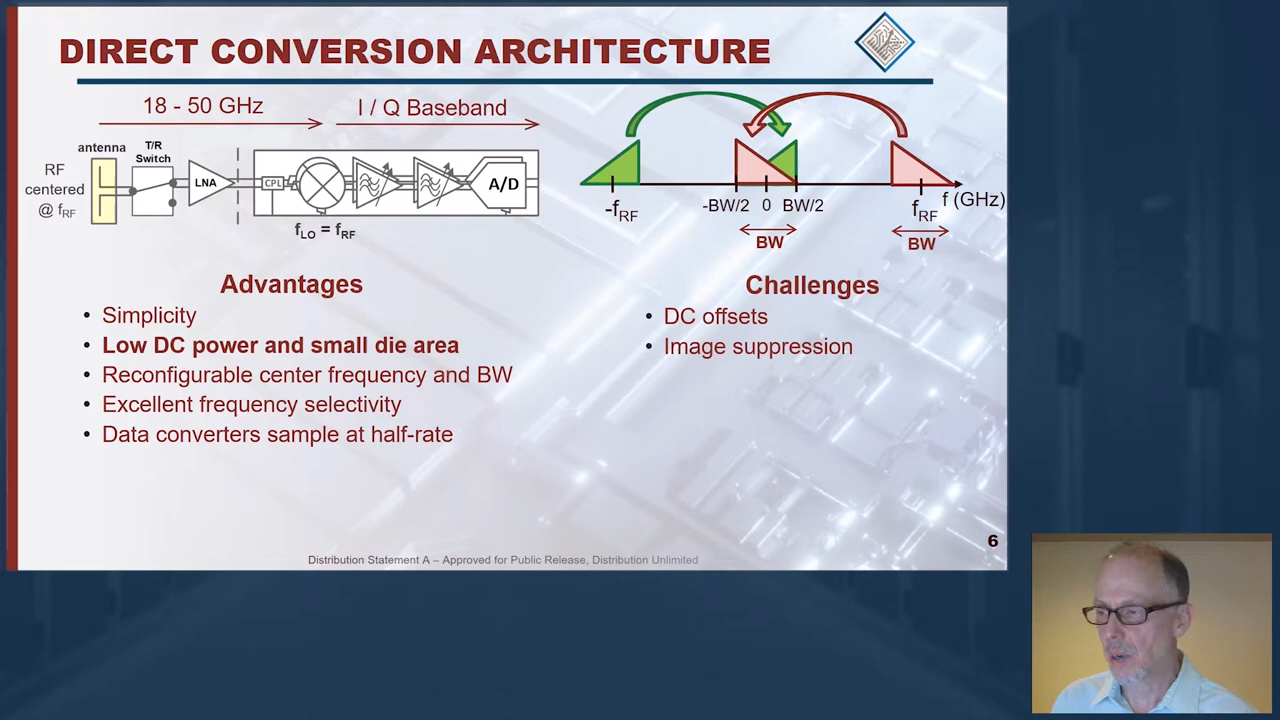 DIRECT CONVERSION ARCHITECTURE
18 - 50 GHz
I / Q Baseband
antenna
T/R
Switch
RF
centered
@ fRF
LNA
CPL
A/D
fLO = fRF
-fRF
-BW/2
0
BW/2
fRF
f (GHz)
BW
BW
Advantages
• Simplicity
• Low DC power and small die area
• Reconfigurable center frequency and BW
• Excellent frequency selectivity
• Data converters sample at half-rate
Challenges
• DC offsets
• Image suppression
6
Distribution Statement A – Approved for Public Release, Distribution Unlimited